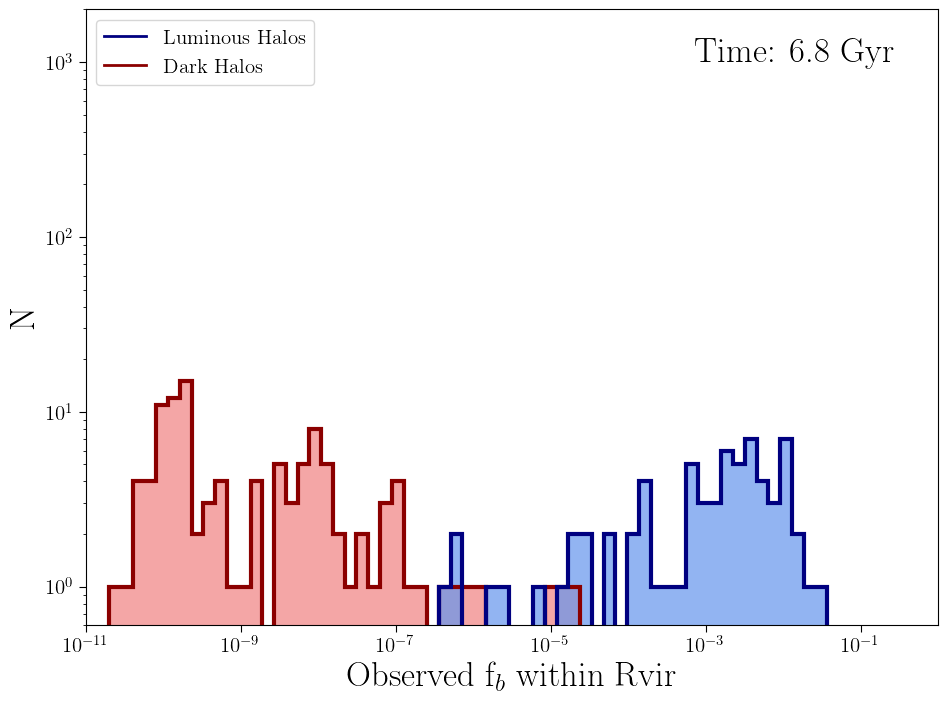 Luminous Halos
Dark Halos
Time: 6.8 Gyr
10³
10²
10¹
10⁰
N
10⁻¹¹ 10⁻⁹ 10⁻⁷ 10⁻⁵ 10⁻³ 10⁻¹
Observed f_b within Rvir